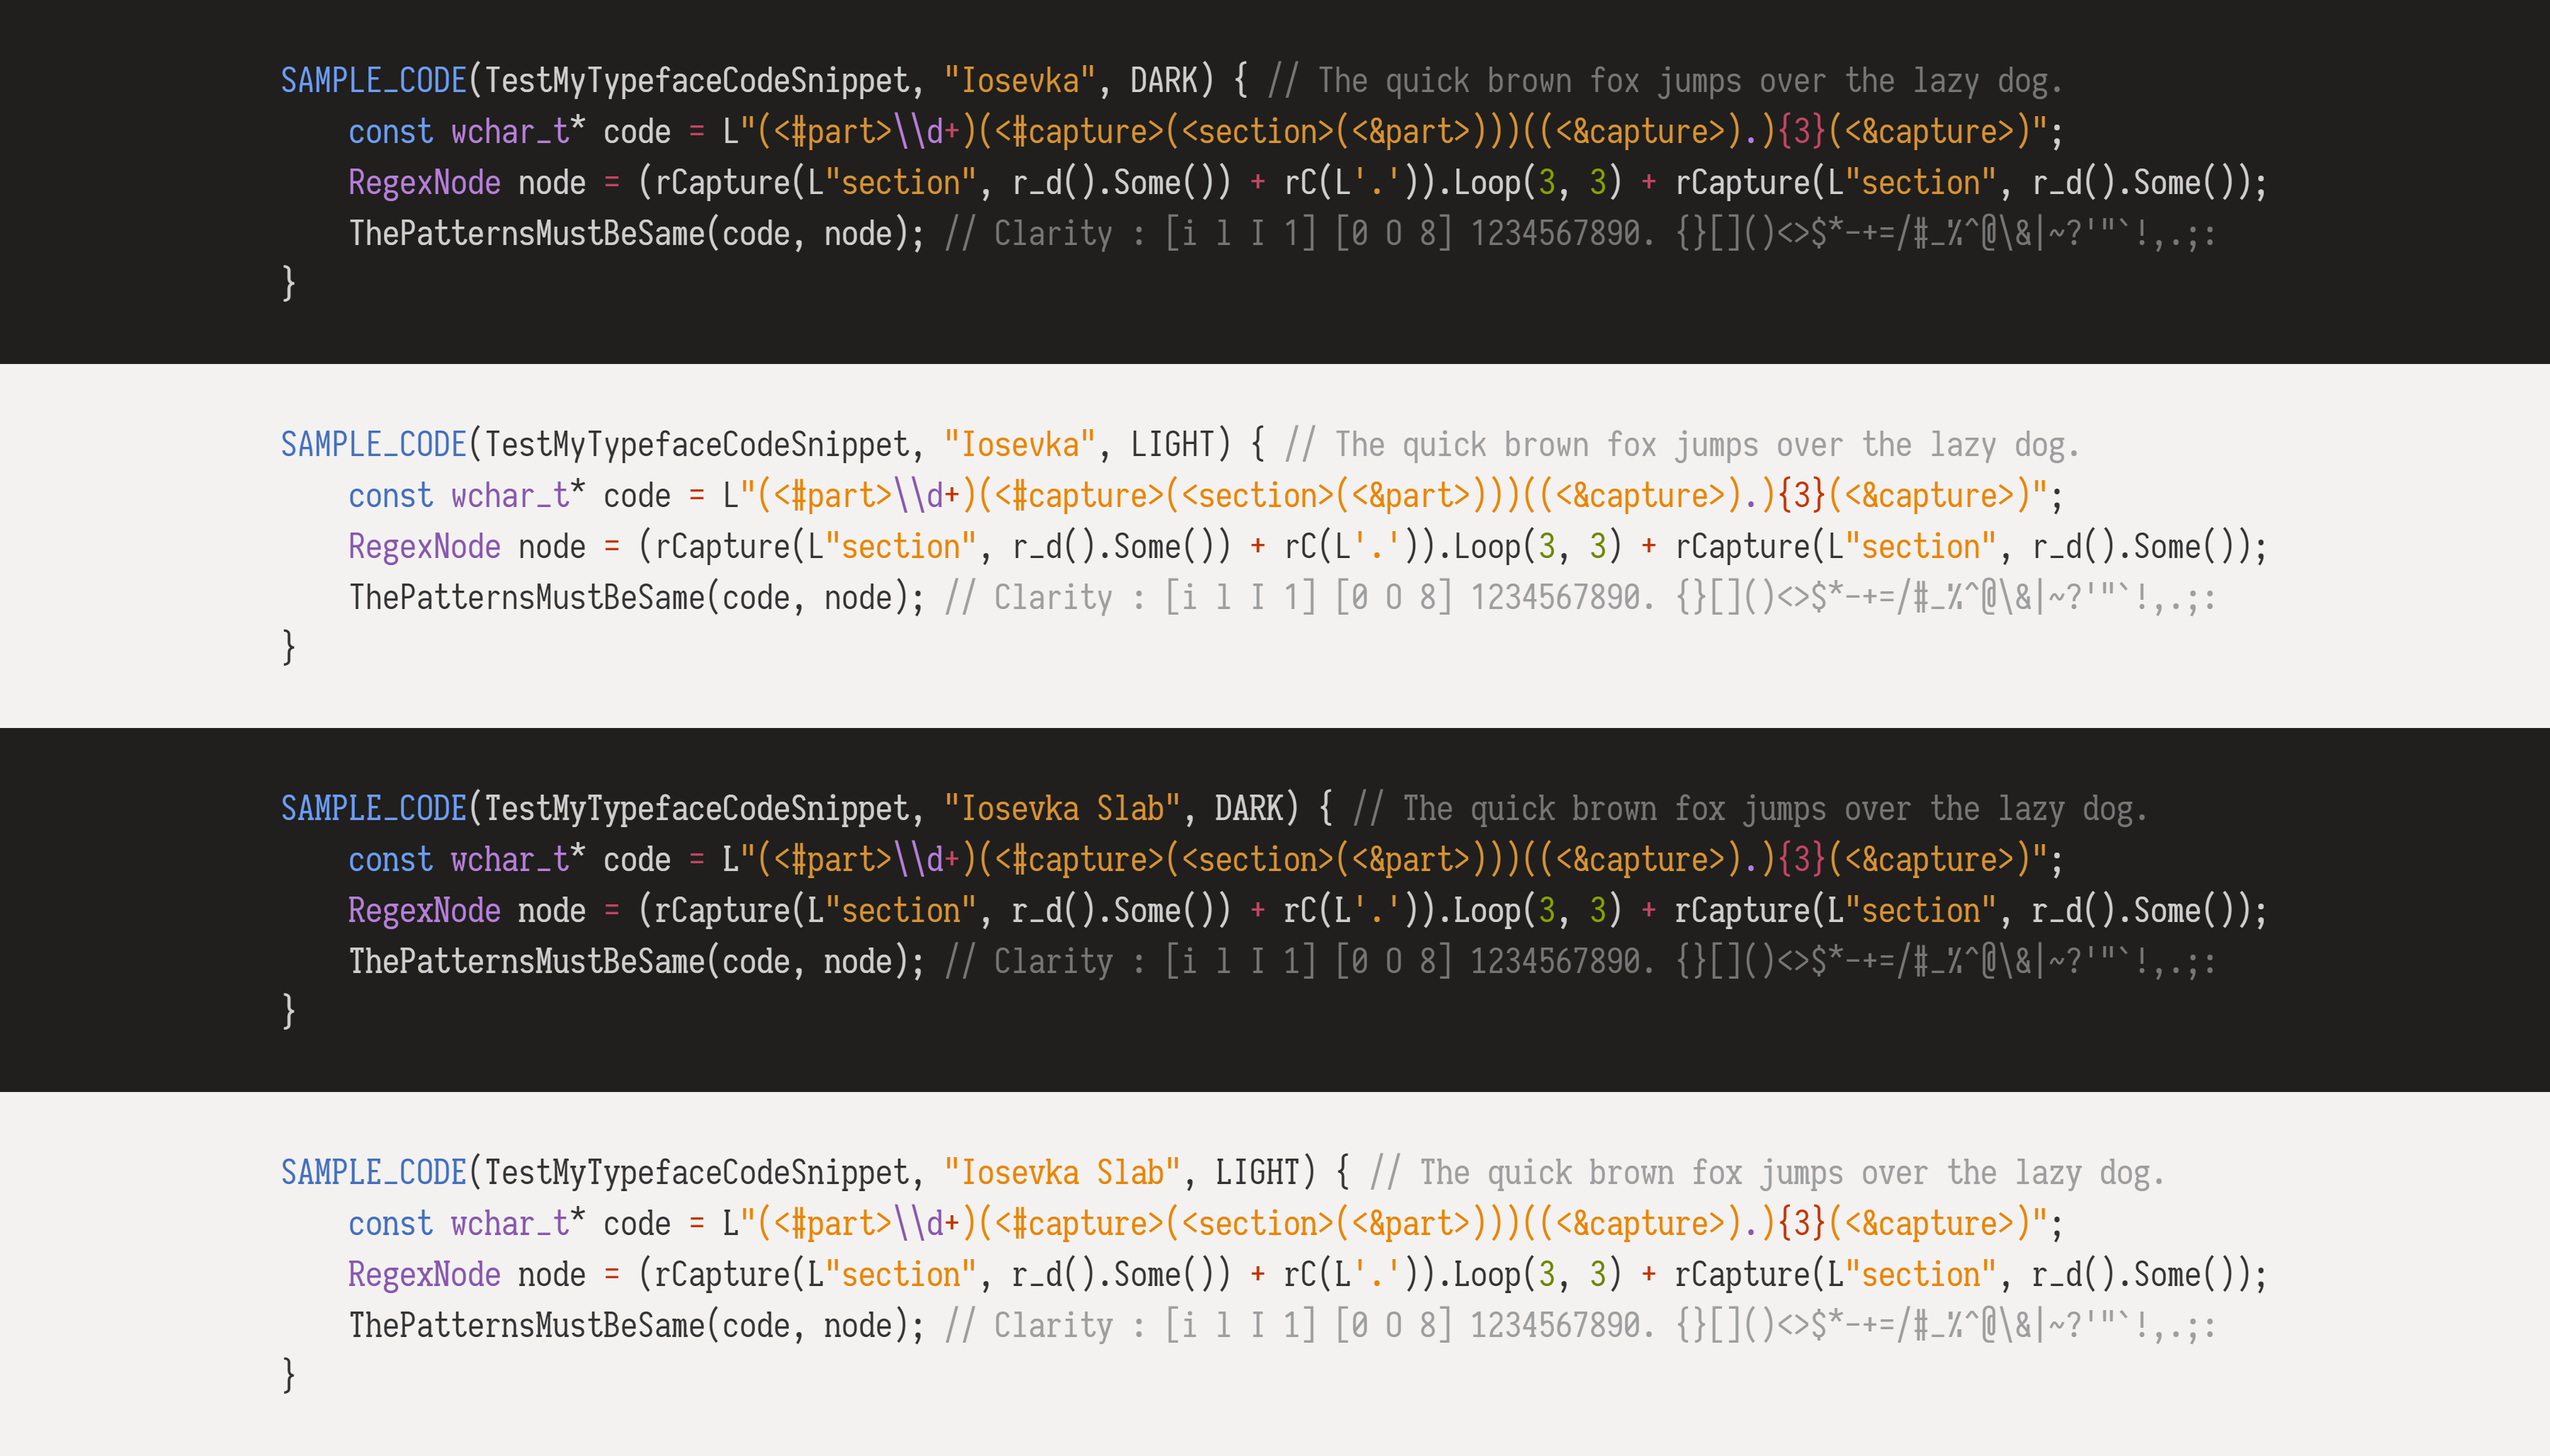 SAMPLE_CODE(TestMyTypefaceCodeSnippet, "Iosevka", DARK) { // The quick brown fox jumps over the lazy dog.
    const wchar_t* code = L"(<#part>\\d+)(<#capture>(<section>(<&part>)))((<&capture>).){3}(<&capture>)";
    RegexNode node = (rCapture(L"section", r_d().Some()) + rC(L'.')).Loop(3, 3) + rCapture(L"section", r_d().Some());
    ThePatternsMustBeSame(code, node); // Clarity : [i l I 1] [0 O 8] 1234567890. {}[]()<>$*-+=/#_%^@\&|~?'"`!,.;:
}
SAMPLE_CODE(TestMyTypefaceCodeSnippet, "Iosevka", LIGHT) { // The quick brown fox jumps over the lazy dog.
    const wchar_t* code = L"(<#part>\\d+)(<#capture>(<section>(<&part>)))((<&capture>).){3}(<&capture>)";
    RegexNode node = (rCapture(L"section", r_d().Some()) + rC(L'.')).Loop(3, 3) + rCapture(L"section", r_d().Some());
    ThePatternsMustBeSame(code, node); // Clarity : [i l I 1] [0 O 8] 1234567890. {}[]()<>$*-+=/#_%^@\&|~?'"`!,.;:
}
SAMPLE_CODE(TestMyTypefaceCodeSnippet, "Iosevka Slab", DARK) { // The quick brown fox jumps over the lazy dog.
    const wchar_t* code = L"(<#part>\\d+)(<#capture>(<section>(<&part>)))((<&capture>).){3}(<&capture>)";
    RegexNode node = (rCapture(L"section", r_d().Some()) + rC(L'.')).Loop(3, 3) + rCapture(L"section", r_d().Some());
    ThePatternsMustBeSame(code, node); // Clarity : [i l I 1] [0 O 8] 1234567890. {}[]()<>$*-+=/#_%^@\&|~?'"`!,.;:
}
SAMPLE_CODE(TestMyTypefaceCodeSnippet, "Iosevka Slab", LIGHT) { // The quick brown fox jumps over the lazy dog.
    const wchar_t* code = L"(<#part>\\d+)(<#capture>(<section>(<&part>)))((<&capture>).){3}(<&capture>)";
    RegexNode node = (rCapture(L"section", r_d().Some()) + rC(L'.')).Loop(3, 3) + rCapture(L"section", r_d().Some());
    ThePatternsMustBeSame(code, node); // Clarity : [i l I 1] [0 O 8] 1234567890. {}[]()<>$*-+=/#_%^@\&|~?'"`!,.;:
}